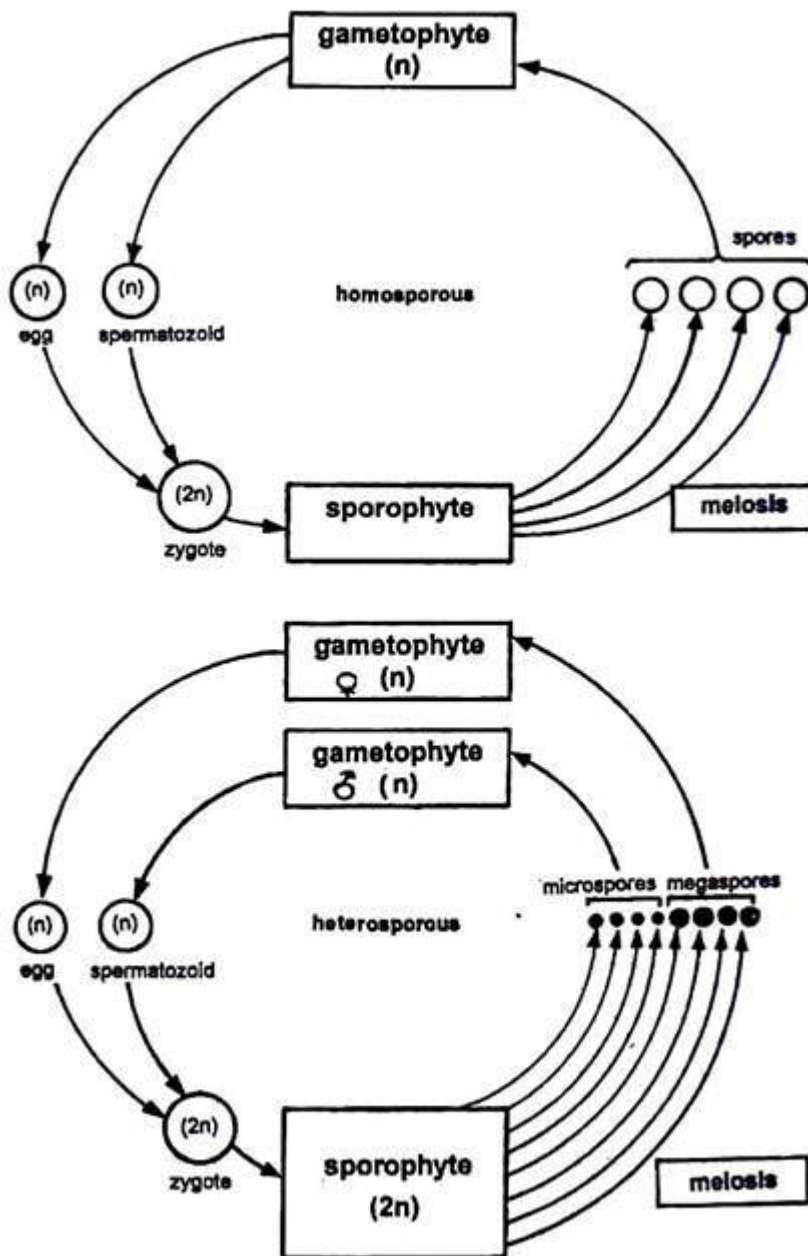 gametophyte
(n)
spores
(n)
(n)
homosporous
egg
spermatozoid
(2n)
sporophyte
meiosis
zygote
gametophyte
♀ (n)
gametophyte
♂ (n)
microspores megaspores
(n)
(n)
heterosporous
egg
spermatozoid
(2n)
sporophyte
zygote
(2n)
meiosis